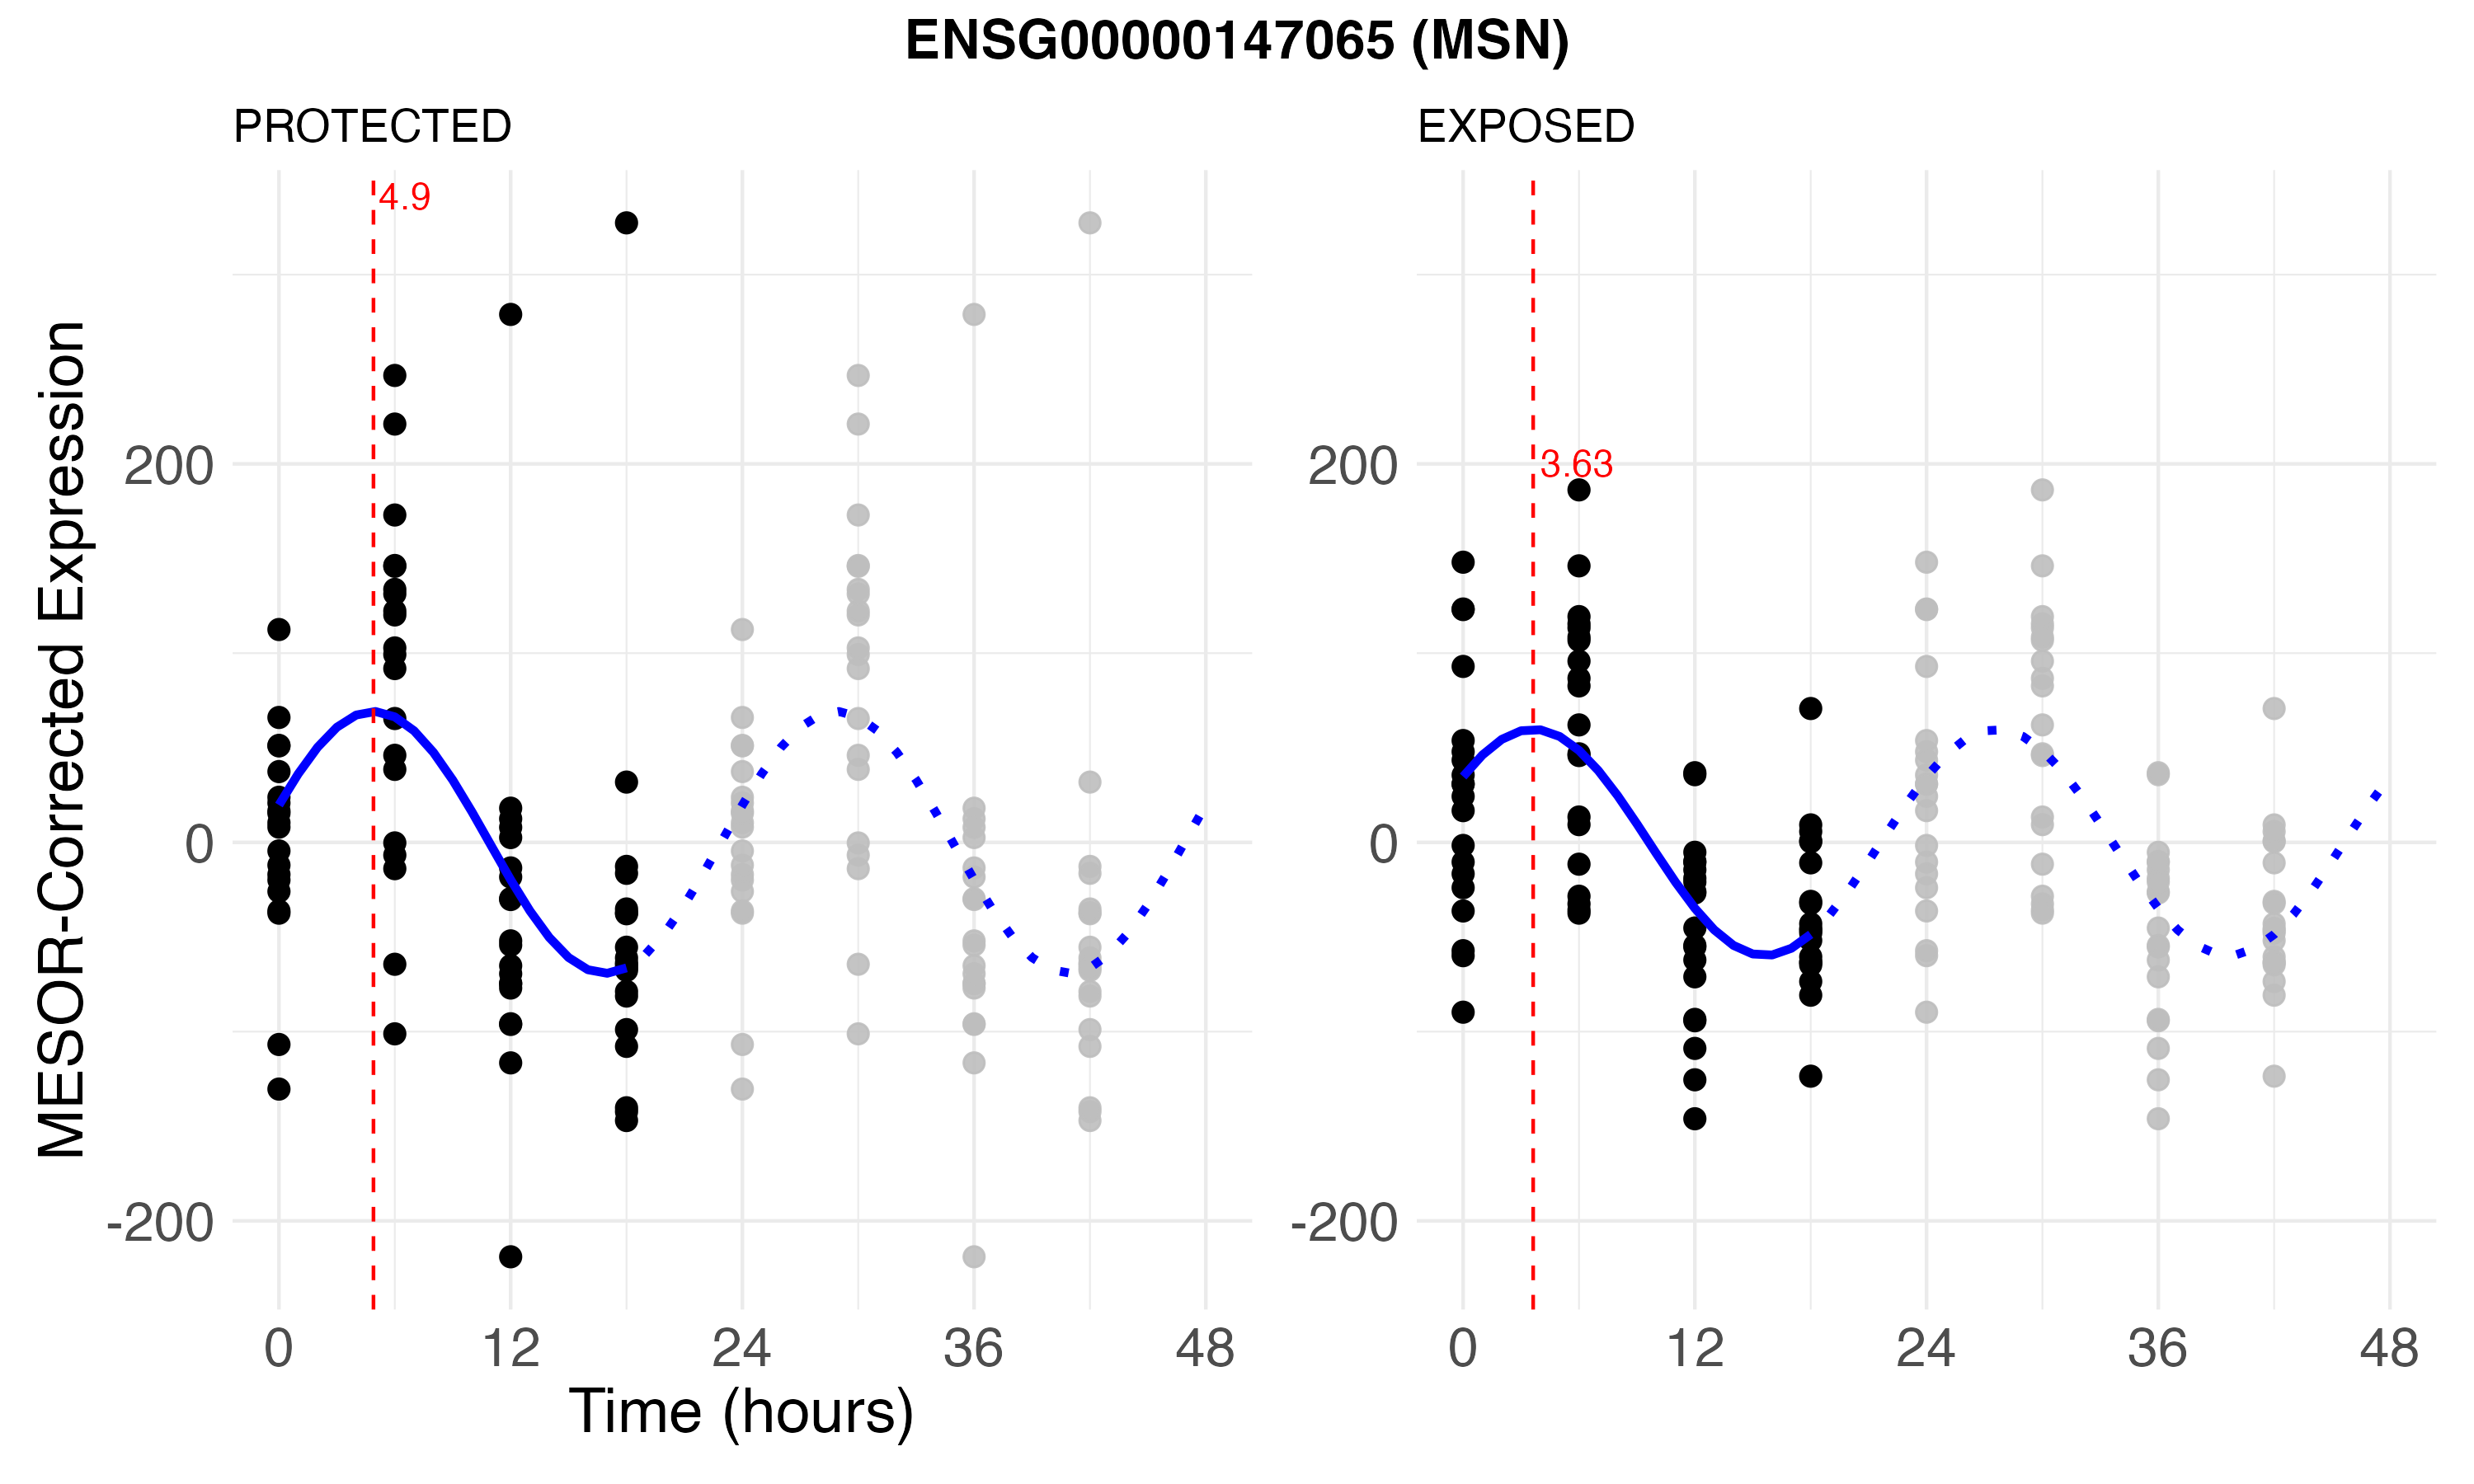 ENSG00000147065 (MSN)
PROTECTED
EXPOSED
MESOR-Corrected Expression
4.9
200
0
-200
0 12 24 36 48
Time (hours)
3.63
200
0
-200
0 12 24 36 48